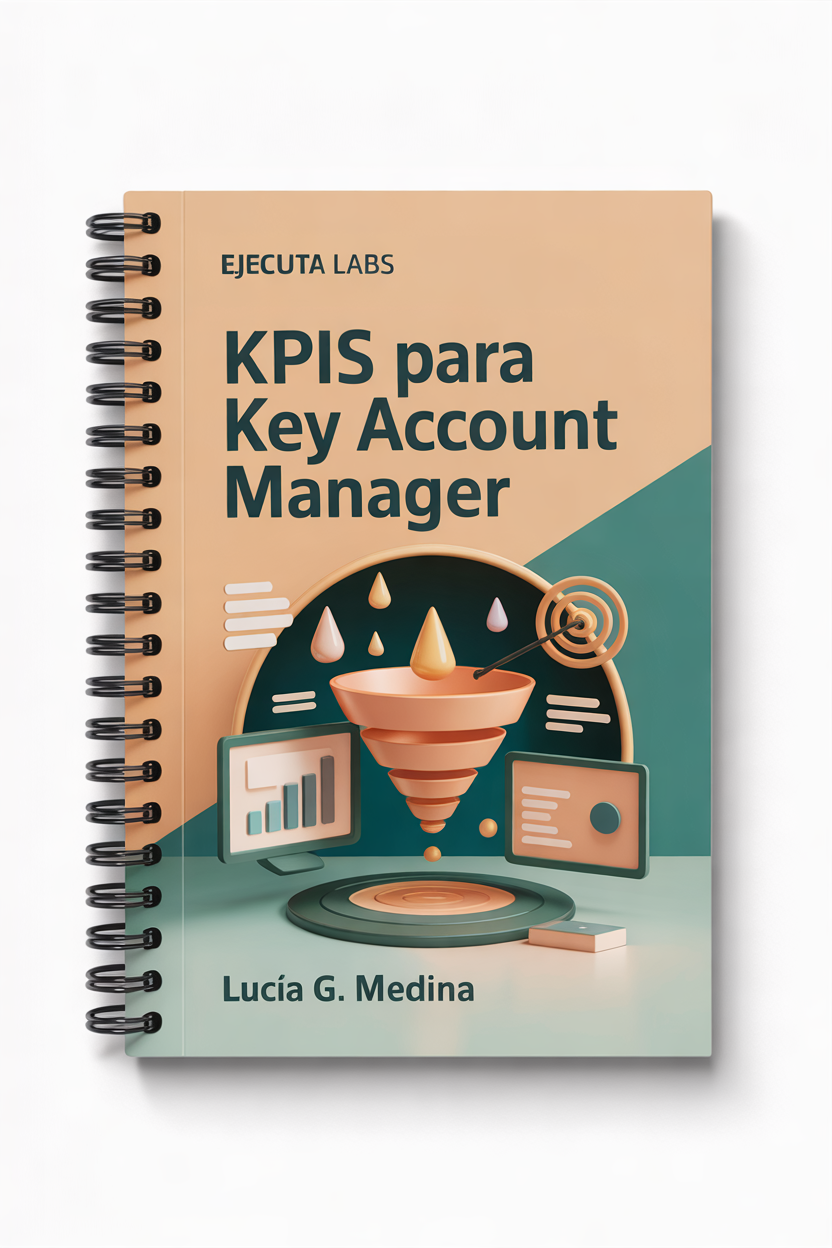 EJECUTA LABS
KPIS para
Key Account
Manager
Lucía G. Medina